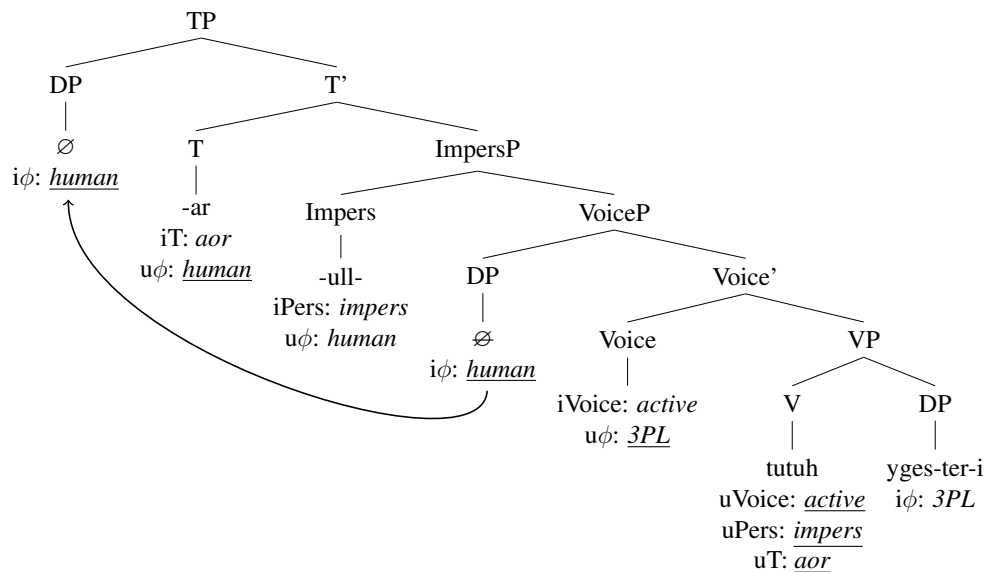 TP
DP T'
∅
iϕ: human
T ImpersP
-ar
iT: aor
uϕ: human
Impers VoiceP
-ull-
iPers: impers
uϕ: human
DP Voice'
∅
iϕ: human
Voice VP
iVoice: active
uϕ: 3PL
V DP
tutuh yges-ter-i
uVoice: active iϕ: 3PL
uPers: impers
uT: aor